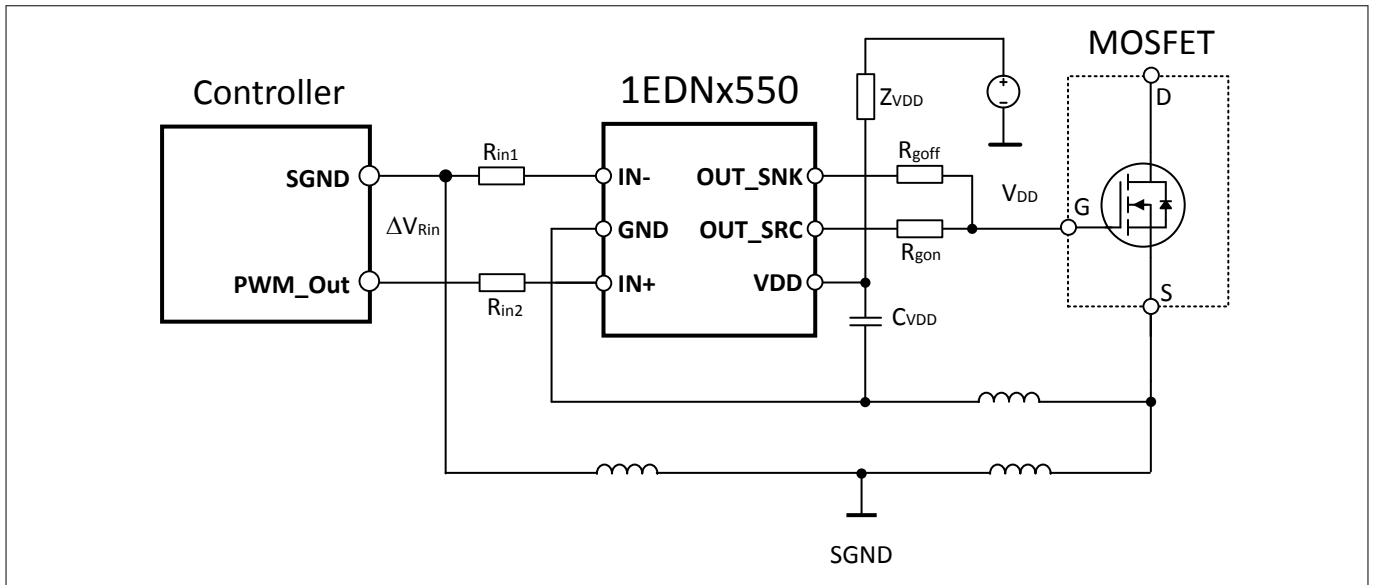 MOSFET
Controller
1EDNx550
ZVDD
+
−
D
Rin1
Rgoff
SGND
IN-
OUT_SNK
VDD
G
ΔVRin
GND
OUT_SRC
Rgon
PWM_Out
IN+
VDD
Rin2
S
CVDD
SGND